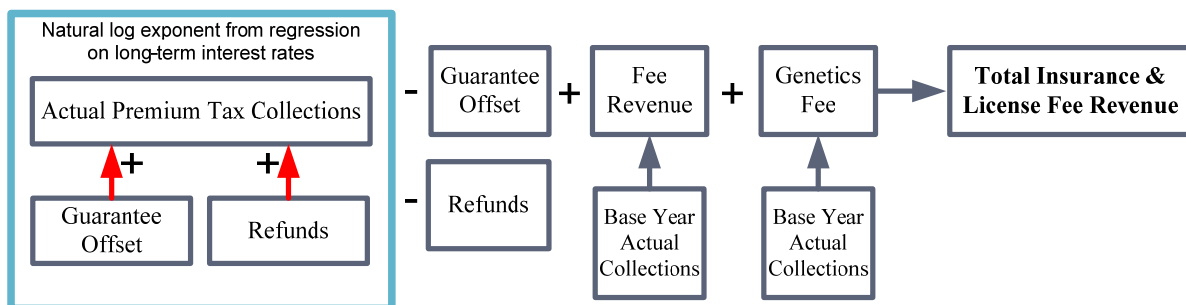 Natural log exponent from regression
on long-term interest rates
Actual Premium Tax Collections
+
+
Guarantee
Offset
Refunds
-
Guarantee
Offset
-
Refunds
+
Fee
Revenue
Base Year
Actual
Collections
+
Genetics
Fee
Base Year
Actual
Collections
Total Insurance &
License Fee Revenue